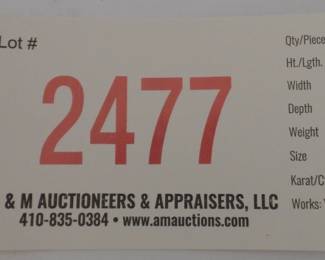 Lot #
2477
& M AUCTIONEERS & APPRAISERS, LLC
410-835-0384 • www.amauctions.com
Qty/Piece
Ht./Lgth.
Width
Depth
Weight
Size
Karat/C
Works: